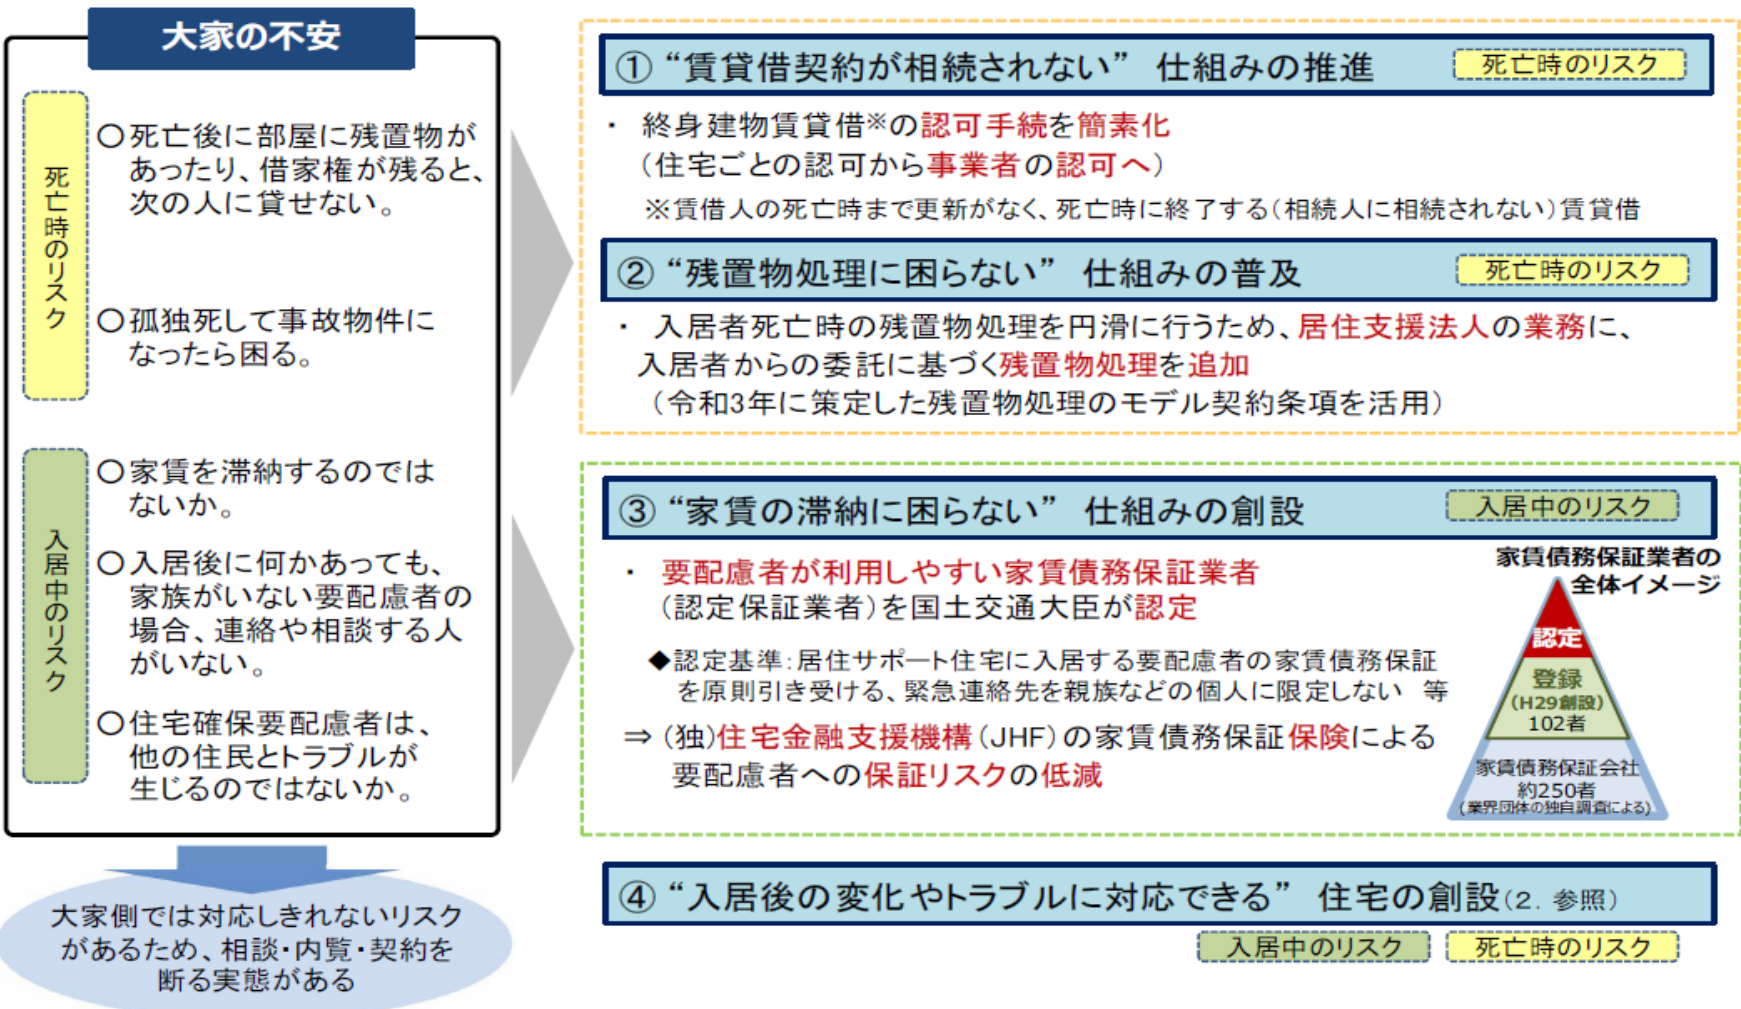 大家の不安
死亡時のリスク
〇死亡後に部屋に残置物が
あったり、借家権が残ると、
次の人に貸せない。
〇孤独死して事故物件に
なったら困る。
入居中のリスク
〇家賃を滞納するのでは
ないか。
〇入居後に何かあっても、
家族がいない要配慮者の
場合、連絡や相談する人
がいない。
〇住宅確保要配慮者は、
他の住民とトラブルが
生じるのではないか。
大家側では対応しきれないリスク
があるため、相談・内覧・契約を
断る実態がある
① “賃貸借契約が相続されない” 仕組みの推進 死亡時のリスク
・ 終身建物賃貸借※の認可手続を簡素化
（住宅ごとの認可から事業者の認可へ）
※賃借人の死亡時まで更新がなく、死亡時に終了する（相続人に相続されない）賃貸借
② “残置物処理に困らない” 仕組みの普及 死亡時のリスク
・ 入居者死亡時の残置物処理を円滑に行うため、居住支援法人の業務に、
入居者からの委託に基づく残置物処理を追加
（令和3年に策定した残置物処理のモデル契約条項を活用）
③ “家賃の滞納に困らない” 仕組みの創設 入居中のリスク
・ 要配慮者が利用しやすい家賃債務保証業者
（認定保証業者）を国土交通大臣が認定
◆認定基準：居住サポート住宅に入居する要配慮者の家賃債務保証
を原則引き受ける、緊急連絡先を親族などの個人に限定しない 等
⇒（独）住宅金融支援機構（JHF）の家賃債務保証保険による
要配慮者への保証リスクの低減
家賃債務保証業者の
全体イメージ
認定
登録
（H29創設）
102者
家賃債務保証会社
約250者
（業界団体の独自調査による）
④ “入居後の変化やトラブルに対応できる” 住宅の創設（2．参照）
入居中のリスク 死亡時のリスク